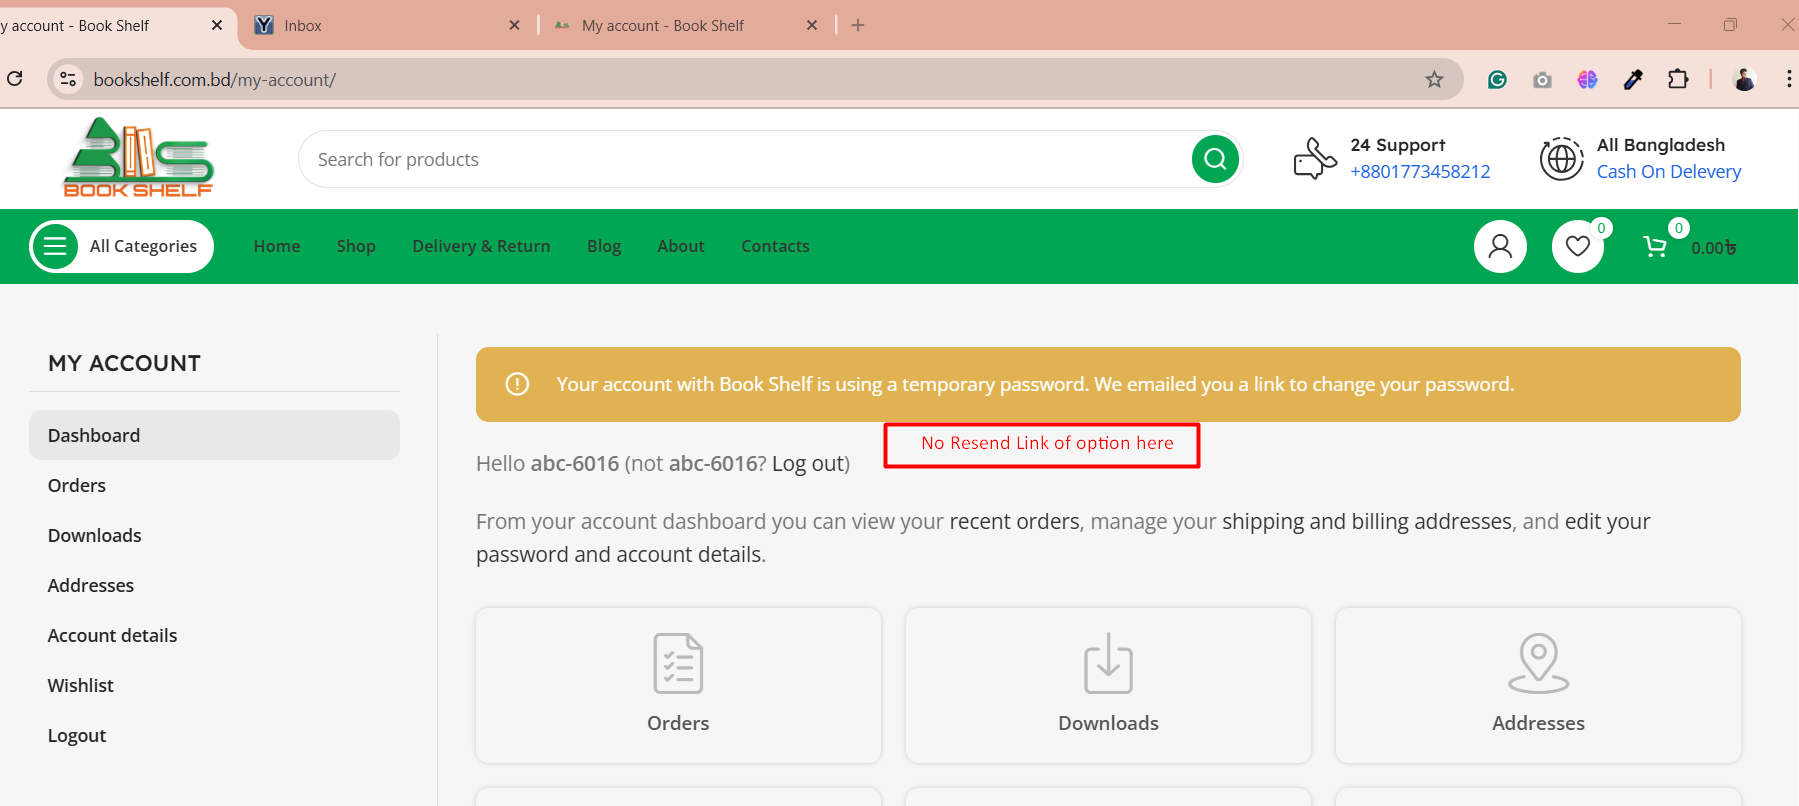 y account - Book Shelf
Inbox
My account - Book Shelf
bookshelf.com.bd/my-account/
BOOK SHELF
Search for products
24 Support
+8801773458212
All Bangladesh
Cash On Delevery
All Categories
Home
Shop
Delivery & Return
Blog
About
Contacts
0
0
0.00৳
MY ACCOUNT
Dashboard
Orders
Downloads
Addresses
Account details
Wishlist
Logout
Your account with Book Shelf is using a temporary password. We emailed you a link to change your password.
No Resend Link of option here
Hello abc-6016 (not abc-6016? Log out)
From your account dashboard you can view your recent orders, manage your shipping and billing addresses, and edit your
password and account details.
Orders
Downloads
Addresses